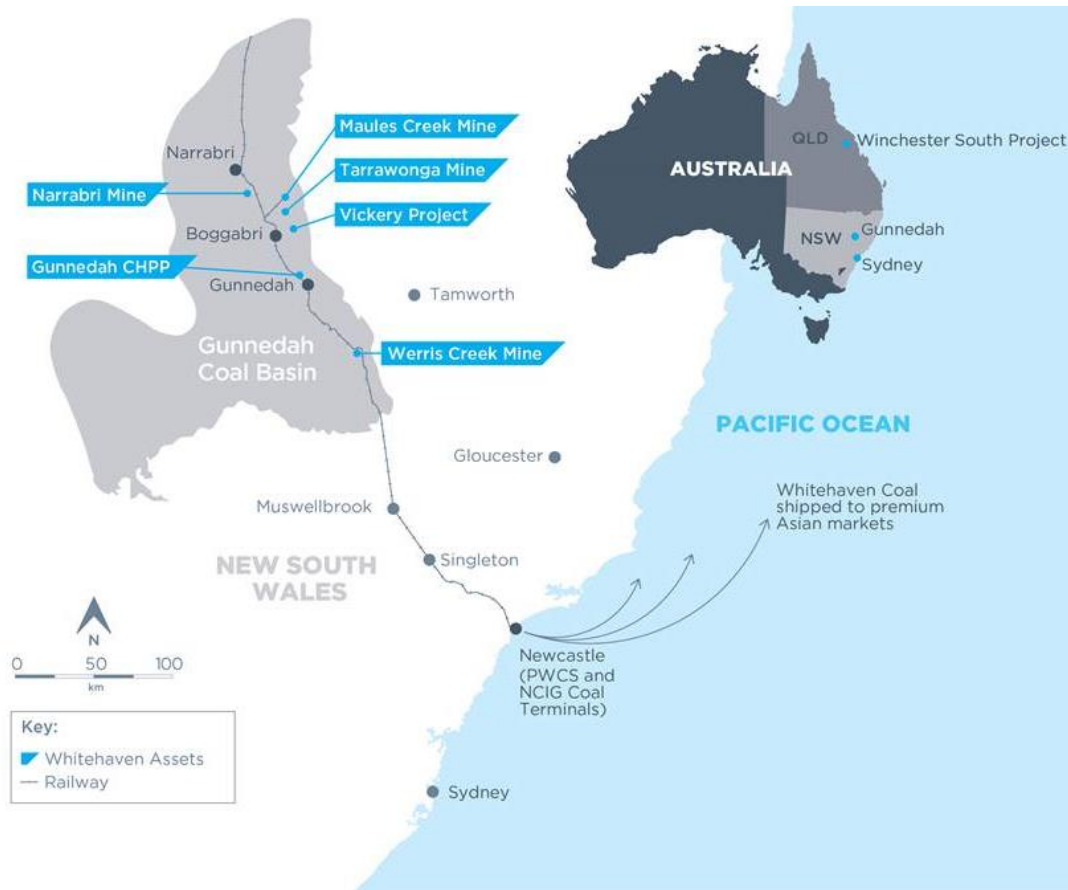 Maules Creek Mine
Narrabri
Tarrawonga Mine
Narrabri Mine
Vickery Project
Boggabri
Gunnedah CHPP
Gunnedah
Tamworth
Gunnedah
Coal Basin
Werris Creek Mine
QLD
Winchester South Project
AUSTRALIA
NSW
Gunnedah
Sydney
PACIFIC OCEAN
Gloucester
Whitehaven Coal
shipped to premium
Asian markets
Muswellbrook
NEW SOUTH
WALES
Singleton
N
0 50 100
km
Newcastle
(PWCS and
NCIG Coal
Terminals)
Key:
Whitehaven Assets
Railway
Sydney